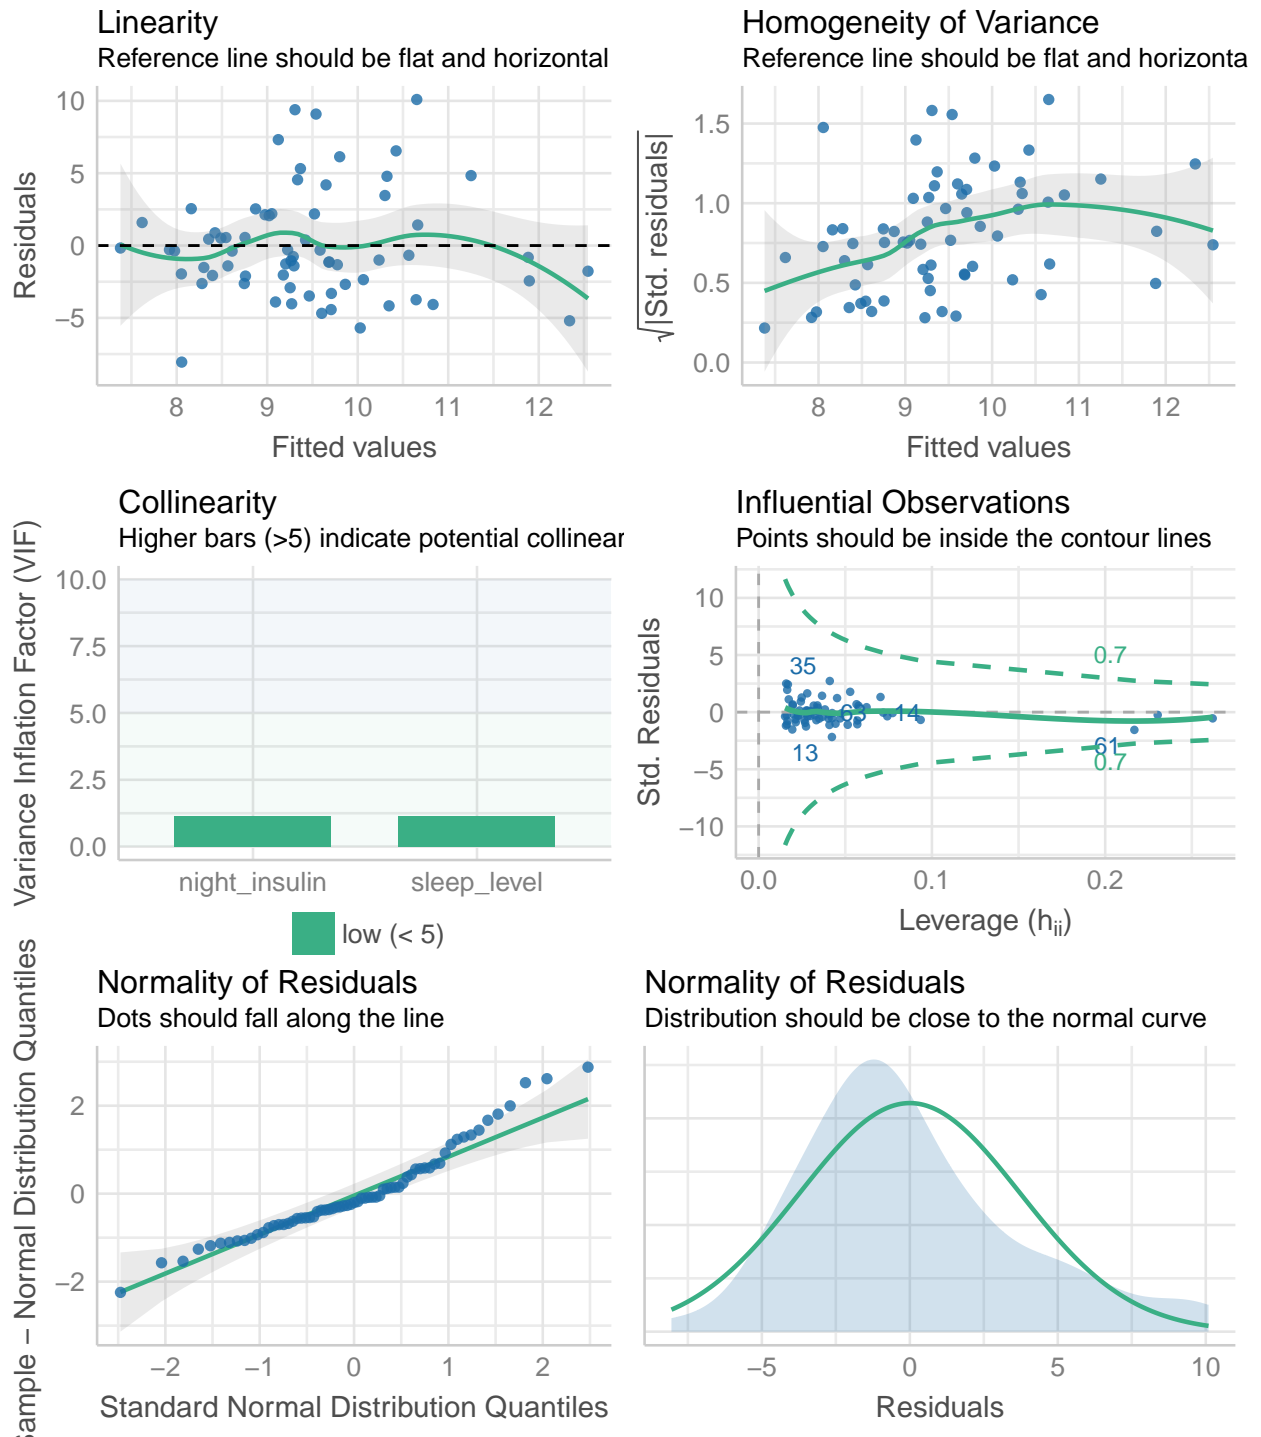 Linearity
Reference line should be flat and horizontal
10
5
0
−5
Residuals
8 9 10 11 12
Fitted values
Homogeneity of Variance
Reference line should be flat and horizonta
1.5
1.0
0.5
0.0
√|Std. residuals|
8 9 10 11 12
Fitted values
Collinearity
Higher bars (>5) indicate potential collinear
10.0
7.5
5.0
2.5
0.0
Variance Inflation Factor (VIF)
night_insulin sleep_level
low (< 5)
Influential Observations
Points should be inside the contour lines
10
5
0
−5
−10
Std. Residuals
0.7
35
63 14
13
61
0.7
0.0 0.1 0.2
Leverage (hii)
Normality of Residuals
Dots should fall along the line
2
0
−2
Sample − Normal Distribution Quantiles
−2 −1 0 1 2
Standard Normal Distribution Quantiles
Normality of Residuals
Distribution should be close to the normal curve
−5 0 5 10
Residuals